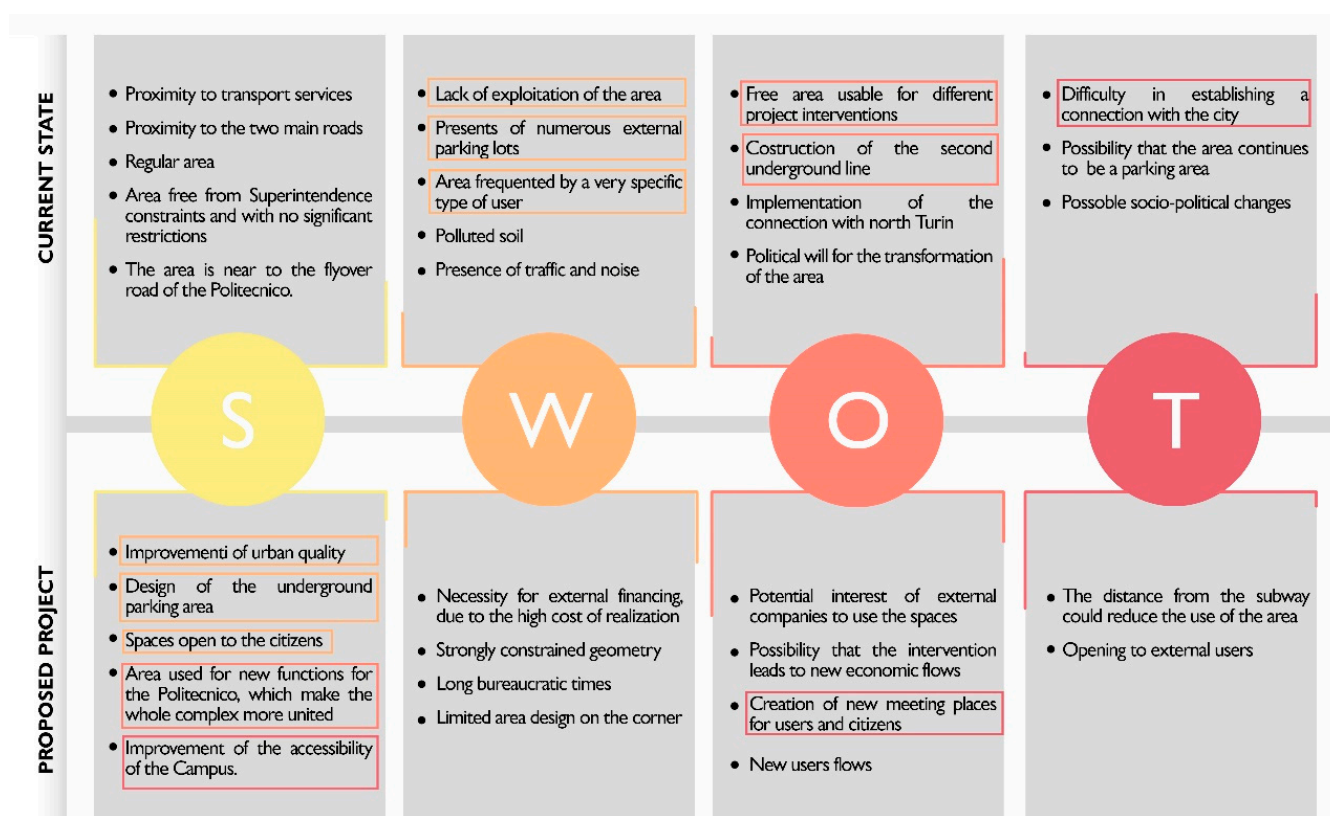 CURRENT STATE
• Proximity to transport services
• Proximity to the two main roads
• Regular area
• Area free from Superintendence
constraints and with no significant
restrictions
• The area is near to the flyover
road of the Politecnico.
• Lack of exploitation of the area
• Presents of numerous external
parking lots
• Area frequented by a very specific
type of user
• Polluted soil
• Presence of traffic and noise
• Free area usable for different
project interventions
• Costruction of the second
underground line
• Implementation of the
connection with north Turin
• Political will for the transformation
of the area
• Difficulty in establishing a
connection with the city
• Possibility that the area continues
to be a parking area
• Possoble socio-political changes
S
W
O
T
PROPOSED PROJECT
• Improvementi of urban quality
• Design of the underground
parking area
• Spaces open to the citizens
• Area used for new functions for
the Politecnico, which make the
whole complex more united
• Improvement of the accessibility
of the Campus.
• Necessity for external financing,
due to the high cost of realization
• Strongly constrained geometry
• Long bureaucratic times
• Limited area design on the corner
• Potential interest of external
companies to use the spaces
• Possibility that the intervention
leads to new economic flows
• Creation of new meeting places
for users and citizens
• New users flows
• The distance from the subway
could reduce the use of the area
• Opening to external users